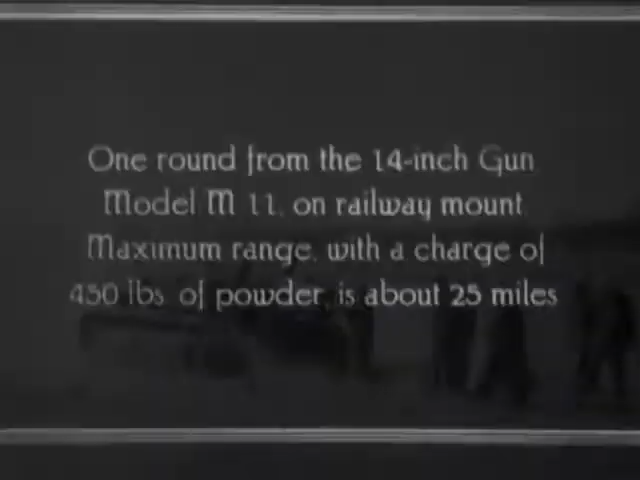 One round from the 14-inch Gun
Model M 11. on railway mount
Maximum range, with a charge of
450 lbs. of powder, is about 25 miles